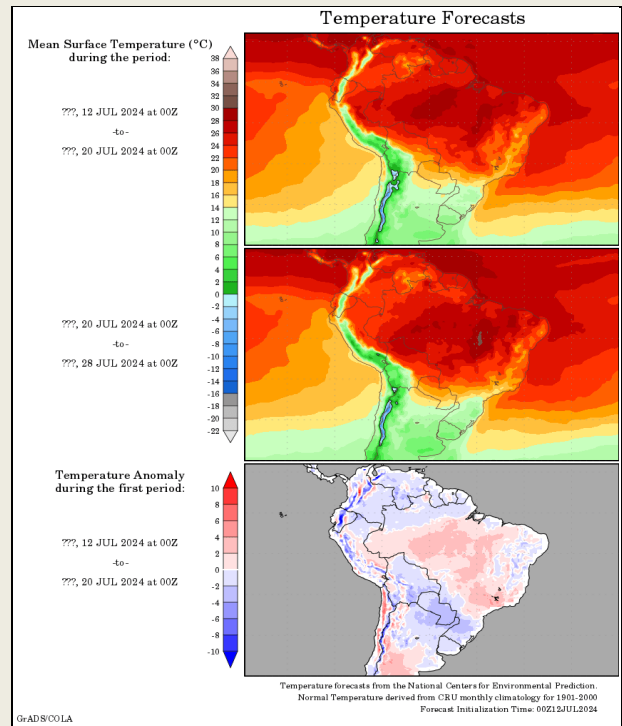 Temperature Forecasts
Mean Surface Temperature (°C)
during the period:
???, 12 JUL 2024 at 00Z
-to-
???, 20 JUL 2024 at 00Z
38
36
34
32
30
28
26
24
22
20
18
16
14
12
10
8
6
4
2
0
-2
-4
-6
-8
-10
-12
-14
-16
-17
-18
-20
-22
???, 20 JUL 2024 at 00Z
-to-
???, 28 JUL 2024 at 00Z
Temperature Anomaly
during the first period:
???, 12 JUL 2024 at 00Z
-to-
???, 20 JUL 2024 at 00Z
10
8
6
4
2
0
-2
-4
-6
-8
-10
Temperature forecasts from the National Centers for Environmental Prediction.
Normal Temperature derived from CRU monthly climatology for 1901-2000
Forecast Initialization Time: 00Z12JUL2024
GrADS/COLA